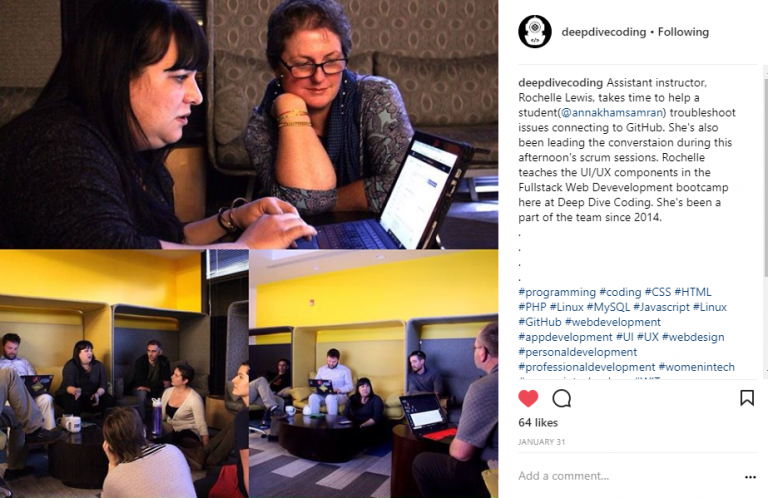 deepdivecoding • Following
deepdivecoding Assistant instructor,
Rochelle Lewis, takes time to help a
student(@annakhamsamran) troubleshoot
issues connecting to GitHub. She's also
been leading the converstaion during this
afternoon's scrum sessions. Rochelle
teaches the UI/UX components in the
Fullstack Web Devevelopment bootcamp
here at Deep Dive Coding. She's been a
part of the team since 2014.
.
.
.
.
#programming #coding #CSS #HTML
#PHP #Linux #MySQL #Javascript #Linux
#GitHub #webdevelopment
#appdevelopment #UI #UX #webdesign
#personaldevelopment
#professionaldevelopment #womenintech
64 likes
JANUARY 31
Add a comment...